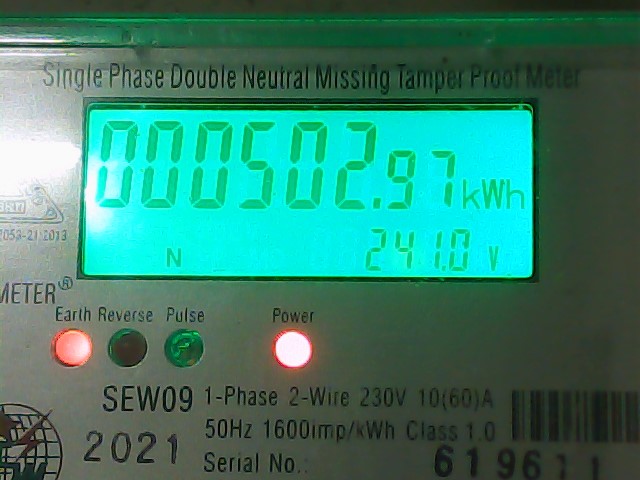 Single Phase Double Neutral Missing Tamper Proof Meter
000502.97 kWh
N 241.0 V
2053-21:2013
METER®
Earth Reverse Pulse Power
SEW09 1-Phase 2-Wire 230V 10(60)A
2021 50Hz 1600imp/kWh Class 1.0
Serial No.: 619611